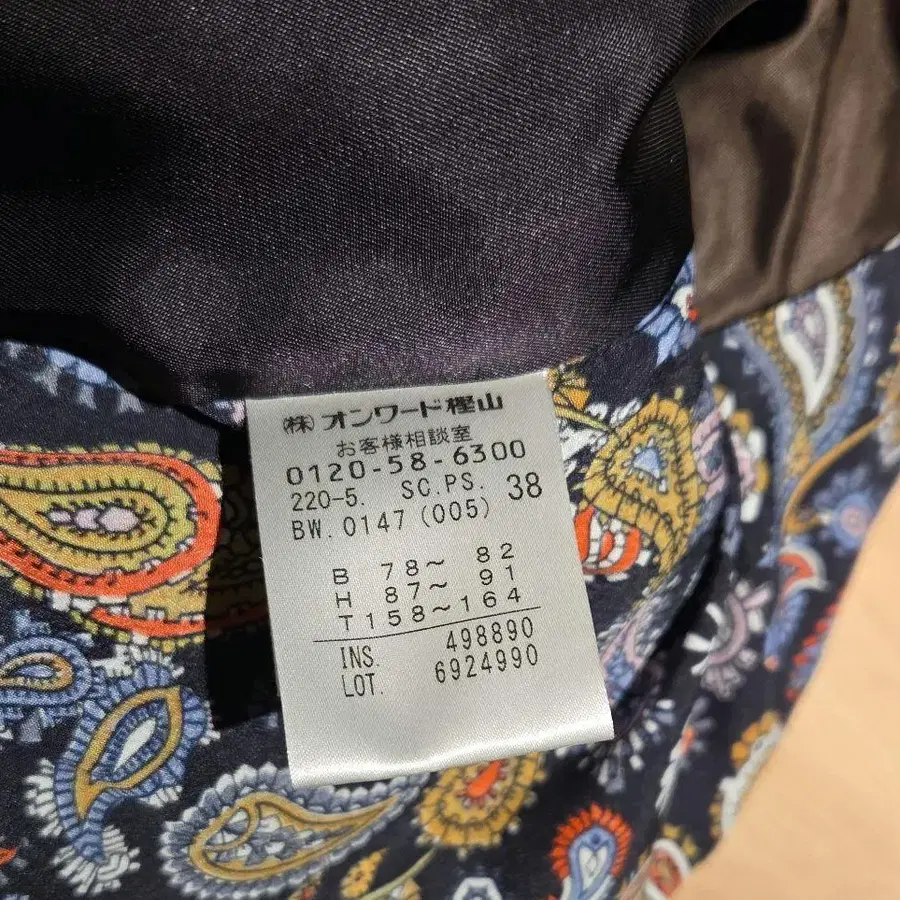 (株)オンワード樫山
お客様相談室
0120-58-6300
220-5. SC.PS. 38
BW.0147(005)
B 78~ 82
H 87~ 91
T158~164
INS. 498890
LOT. 6924990